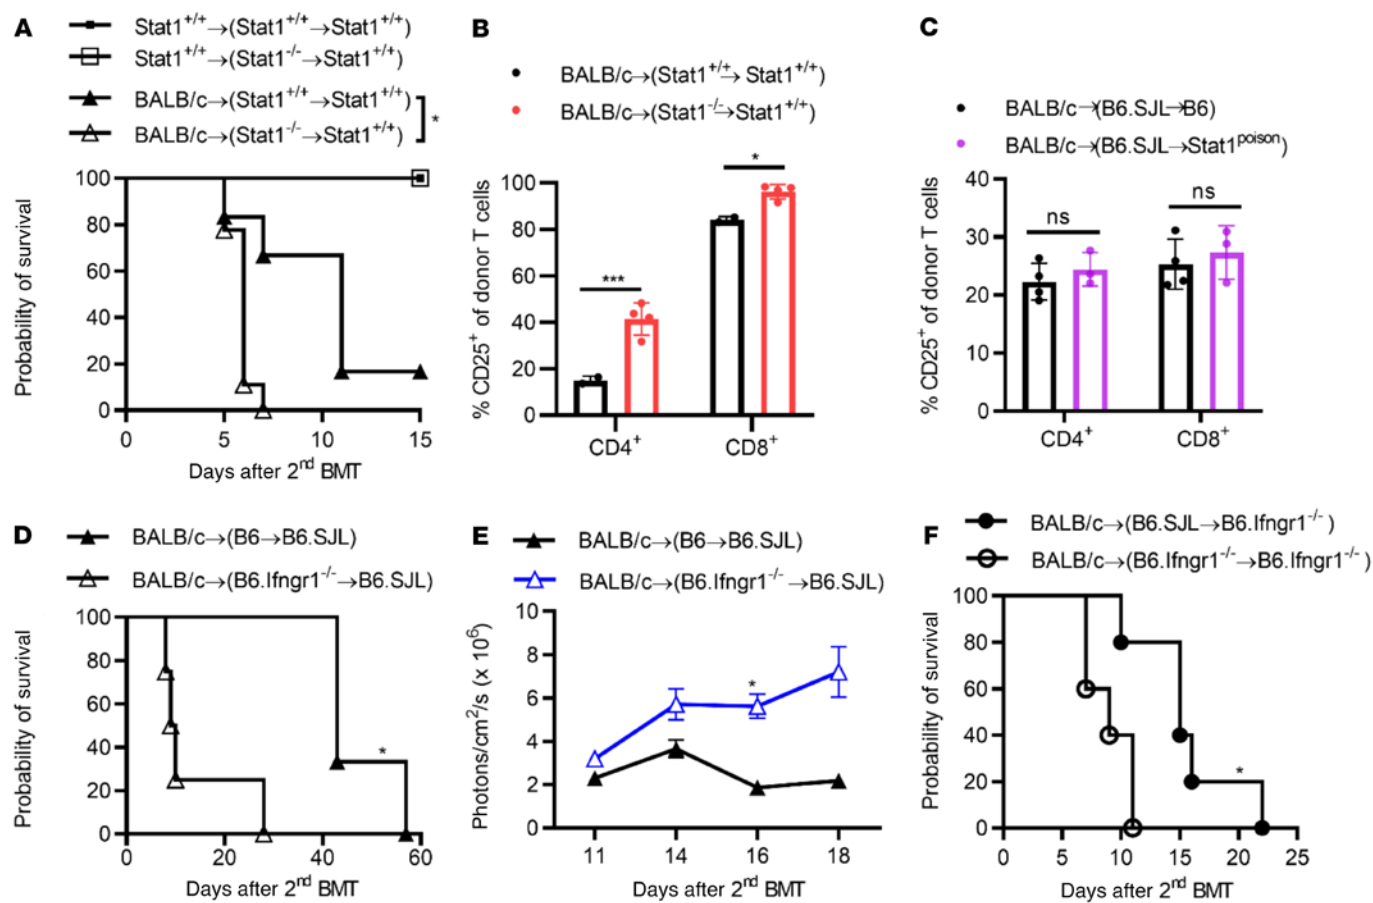 A
Stat1+/+→(Stat1+/+→Stat1+/+)
Stat1+/+→(Stat1-/-→Stat1+/+)
BALB/c→(Stat1+/+→Stat1+/+)
BALB/c→(Stat1-/-→Stat1+/+)
*
Probability of survival
100
80
60
40
20
0
0 5 10 15
Days after 2nd BMT
B
BALB/c→(Stat1+/+→Stat1+/+)
BALB/c→(Stat1-/-→Stat1+/+)
% CD25+ of donor T cells
100
80
60
40
20
0
***
*
CD4+ CD8+
C
BALB/c→(B6.SJL→B6)
BALB/c→(B6.SJL→Stat1poison)
% CD25+ of donor T cells
40
30
20
10
0
ns
ns
CD4+ CD8+
D
BALB/c→(B6→B6.SJL)
BALB/c→(B6.Ifngr1-/-→B6.SJL)
Probability of survival
100
80
60
40
20
0
*
0 20 40 60
Days after 2nd BMT
E
BALB/c→(B6→B6.SJL)
BALB/c→(B6.Ifngr1-/-→B6.SJL)
Photons/cm2/s (x 106)
10
8
6
4
2
0
*
11 14 16 18
Days after 2nd BMT
F
BALB/c→(B6.SJL→B6.Ifngr1-/- )
BALB/c→(B6.Ifngr1-/-→B6.Ifngr1-/- )
Probability of survival
100
80
60
40
20
0
*
0 5 10 15 20 25
Days after 2nd BMT